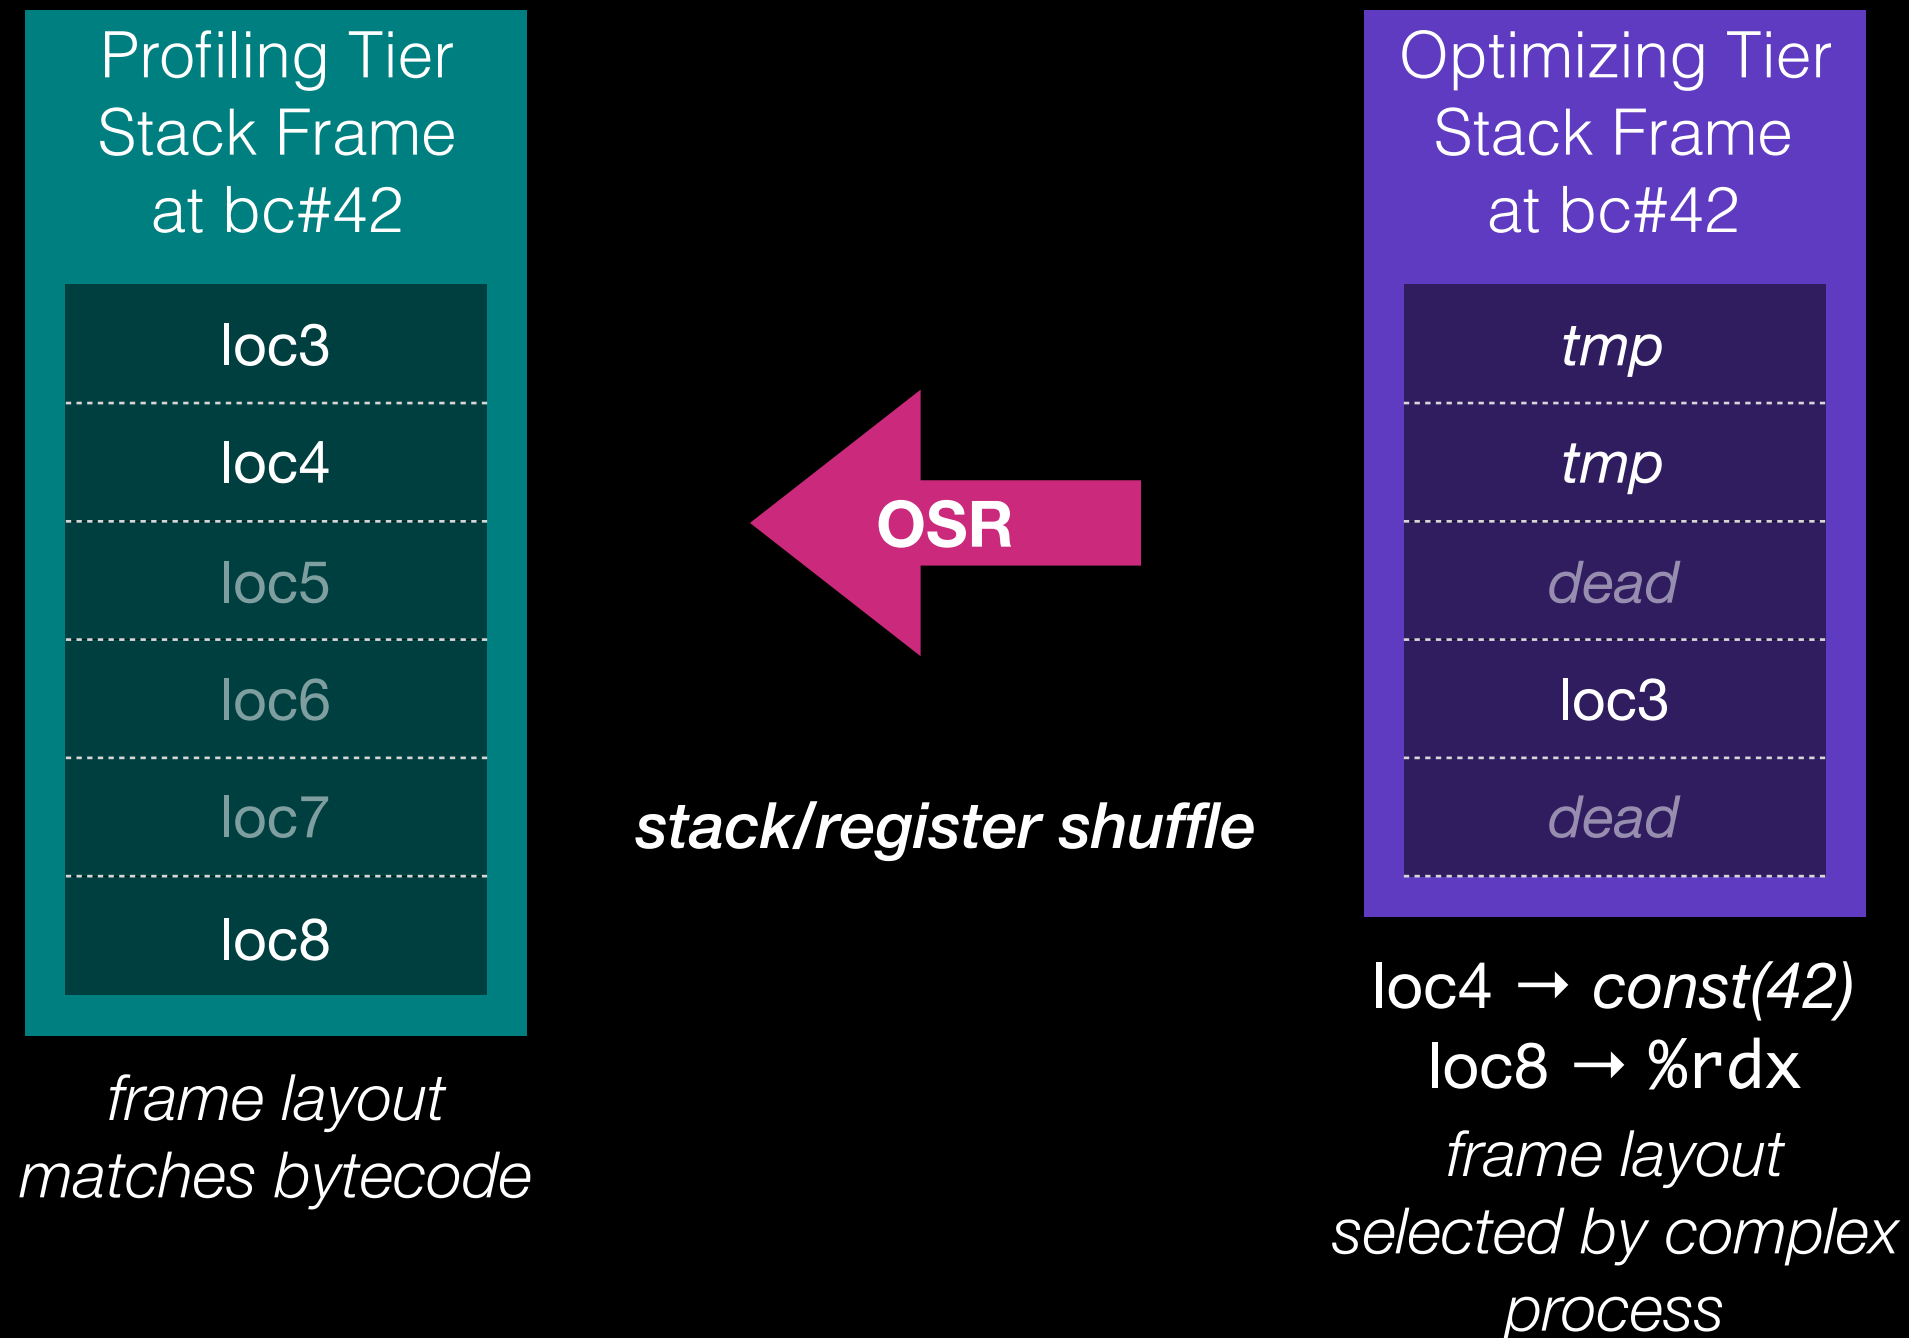 Profiling Tier
Stack Frame
at bc#42
loc3
loc4
loc5
loc6
loc7
loc8
frame layout
matches bytecode
OSR
stack/register shuffle
Optimizing Tier
Stack Frame
at bc#42
tmp
tmp
dead
loc3
dead
loc4 → const(42)
loc8 → %rdx
frame layout
selected by complex
process